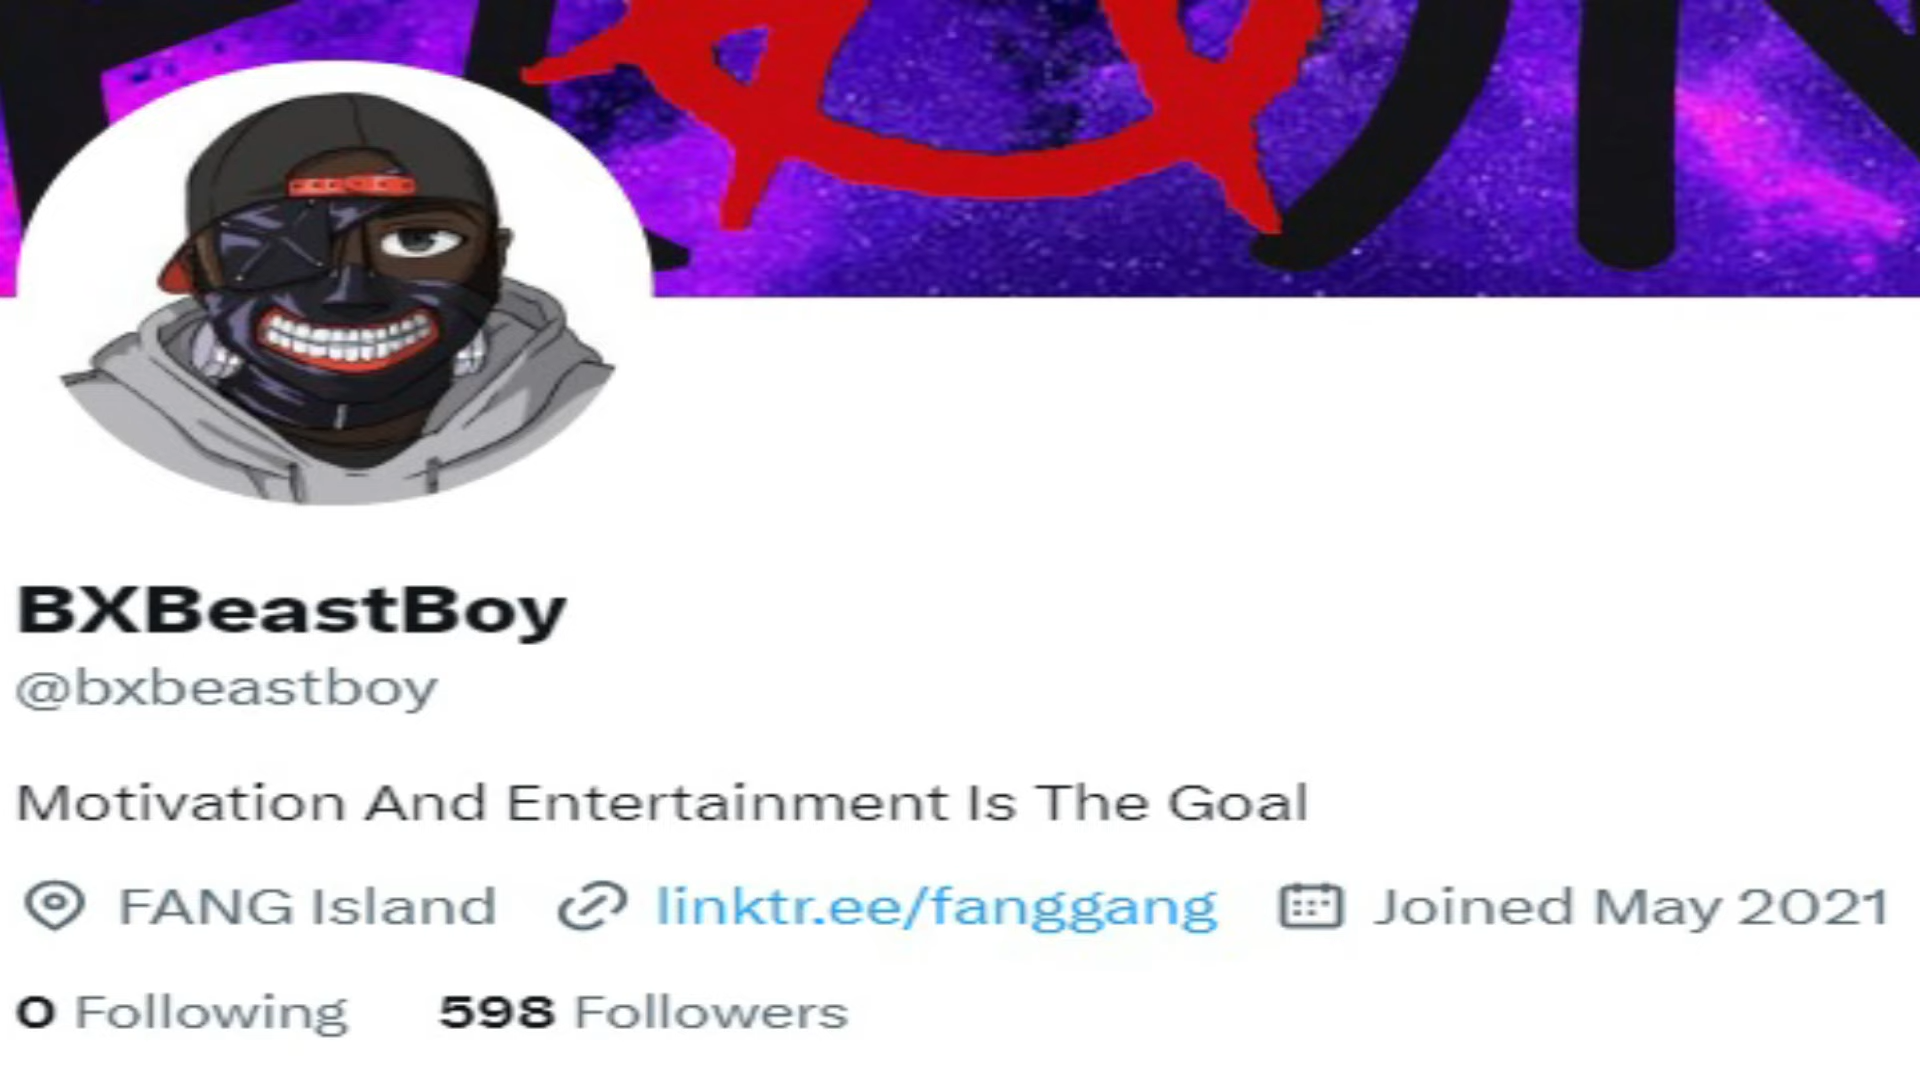 BXBeastBoy
@bxbeastboy
Motivation And Entertainment Is The Goal
FANG Island linktr.ee/fanggang Joined May 2021
0 Following 598 Followers